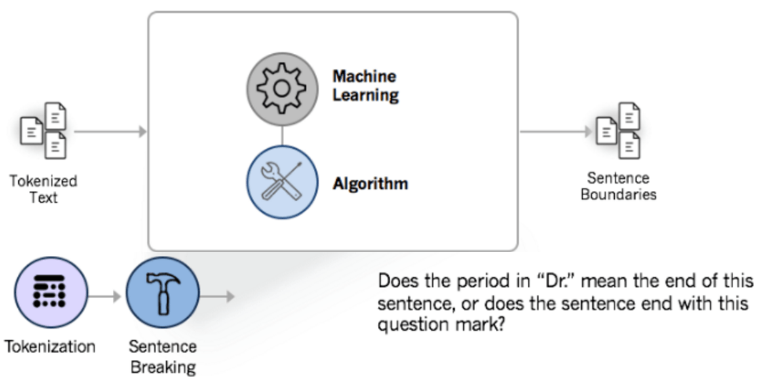 Machine
Learning
Algorithm
Tokenized
Text
Sentence
Boundaries
Tokenization
Sentence
Breaking
Does the period in “Dr.” mean the end of this
sentence, or does the sentence end with this
question mark?